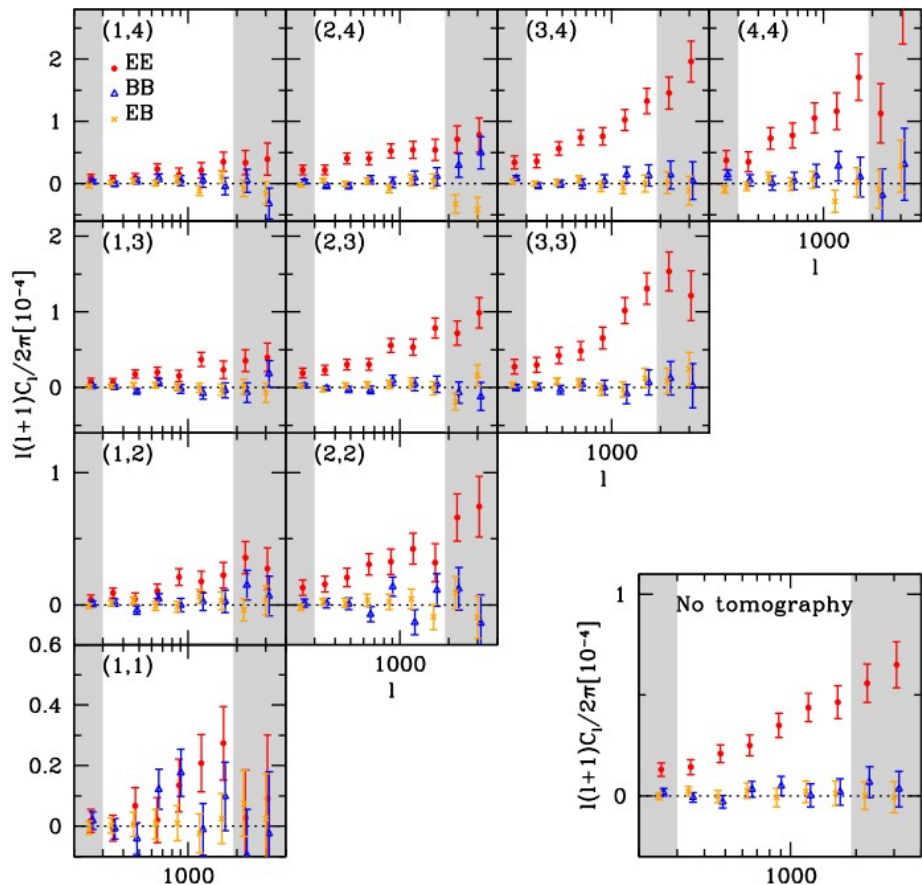 (1,4) (2,4) (3,4) (4,4)
EE
BB
EB
2
1
0
1000
l
(1,3) (2,3) (3,3)
2
1
0
1000
l
l(l+1)Cₗ/2π[10⁻⁴]
(1,2) (2,2)
1
0
1000
l
(1,1)
0.6
0.4
0.2
0
1000
No tomography
1
0
l(l+1)Cₗ/2π[10⁻⁴]
1000
l